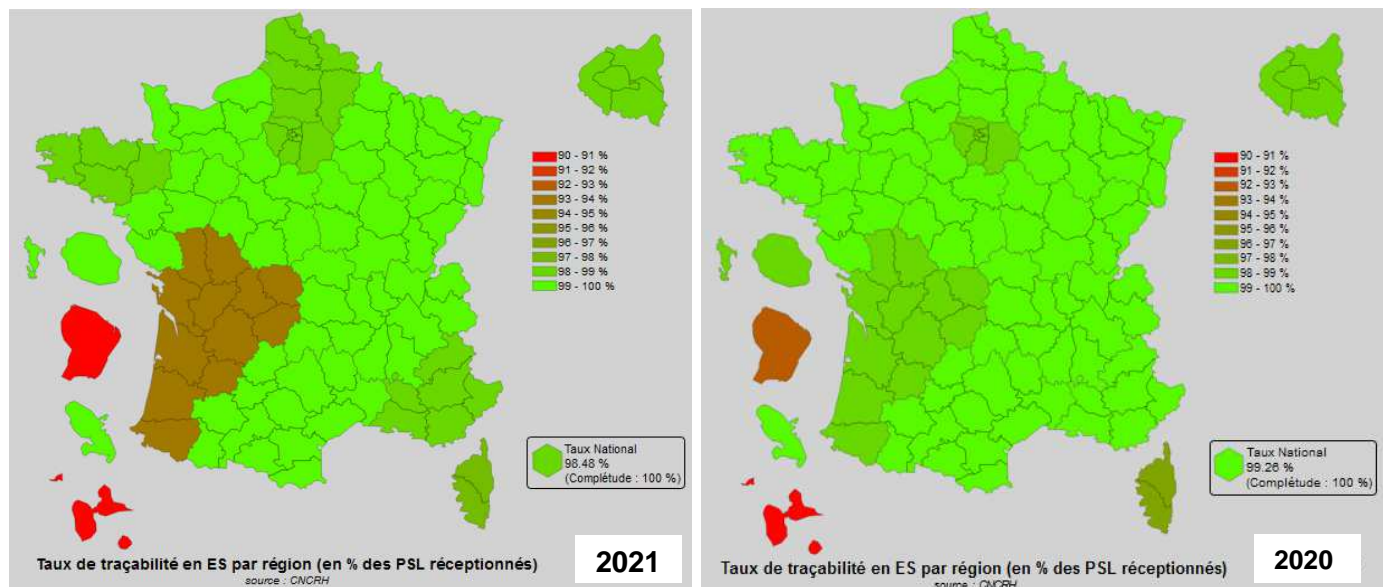 90 - 91 %
91 - 92 %
92 - 93 %
93 - 94 %
94 - 95 %
95 - 96 %
96 - 97 %
97 - 98 %
98 - 99 %
99 - 100 %
Taux National
98.48 %
(Complétude : 100 %)
Taux de traçabilité en ES par région (en % des PSL réceptionnés)
source : CNCRH
2021
90 - 91 %
91 - 92 %
92 - 93 %
93 - 94 %
94 - 95 %
95 - 96 %
96 - 97 %
97 - 98 %
98 - 99 %
99 - 100 %
Taux National
99.26 %
(Complétude : 100 %)
Taux de traçabilité en ES par région (en % des PSL réceptionnés)
source : CNCRH
2020